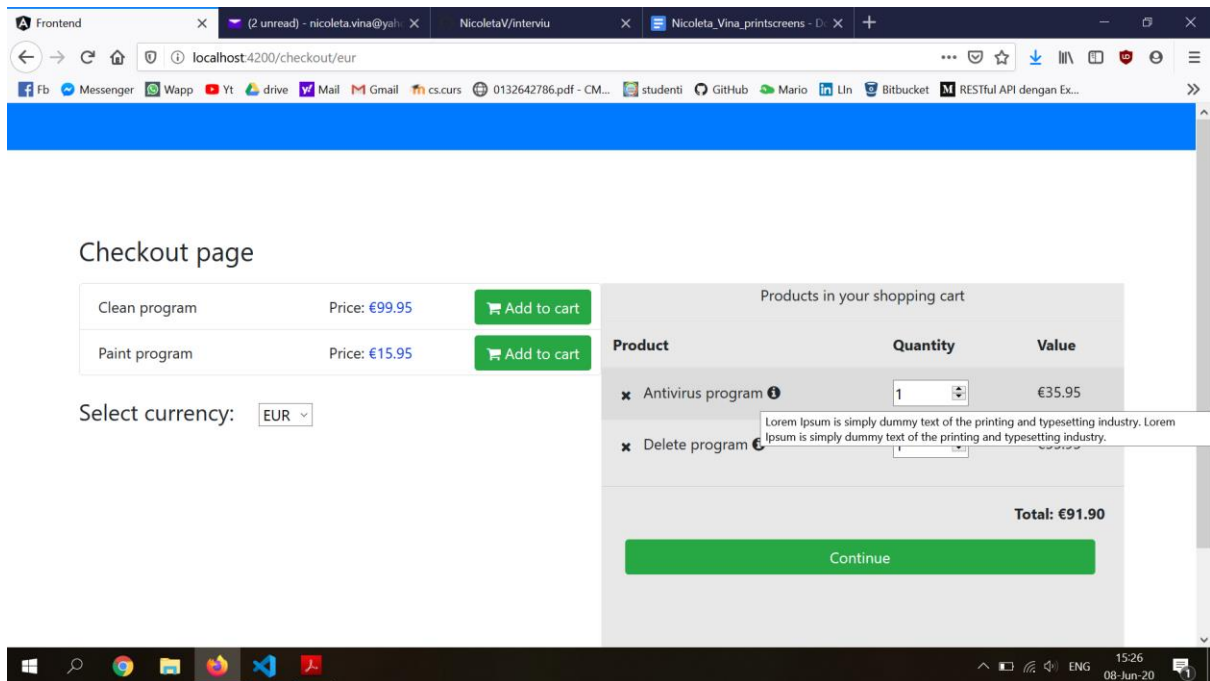 Frontend
(2 unread) - nicoleta.vina@yah
NicoletaV/interviu
Nicoleta_Vina_printscreens - D
localhost:4200/checkout/eur
Fb Messenger Wapp Yt drive Mail Gmail cs.curs 0132642786.pdf - CM... studenti GitHub Mario LIn Bitbucket RESTful API dengan Ex...
Checkout page
Clean program Price: €99.95 Add to cart
Paint program Price: €15.95 Add to cart
Select currency: EUR
Products in your shopping cart
Product Quantity Value
Antivirus program 1 €35.95
Lorem Ipsum is simply dummy text of the printing and typesetting industry. Lorem
Ipsum is simply dummy text of the printing and typesetting industry.
Delete program
Total: €91.90
Continue
ENG
15:26
08-Jun-20
1